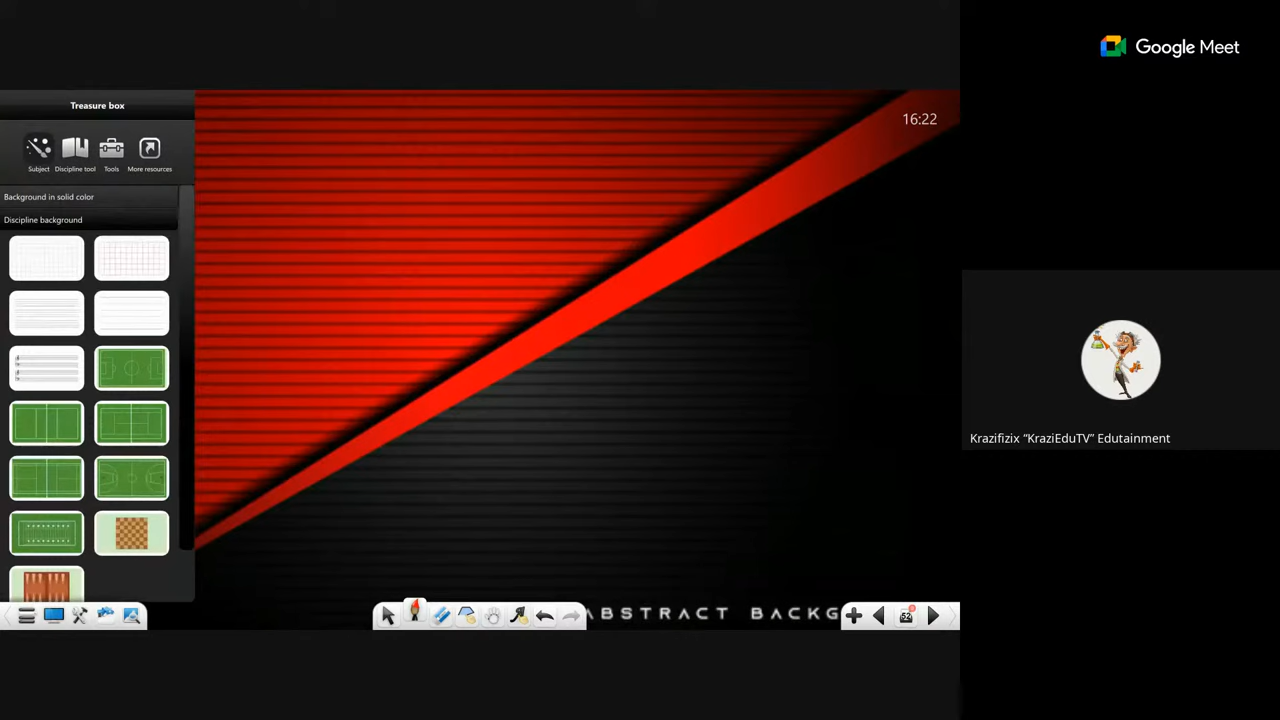 Google Meet
Treasure box
16:22
Subject
Discipline tool
Tools
More resources
Background in solid color
Discipline background
Krazifizix “KraziEduTV” Edutainment
ABSTRACT BACKG
52